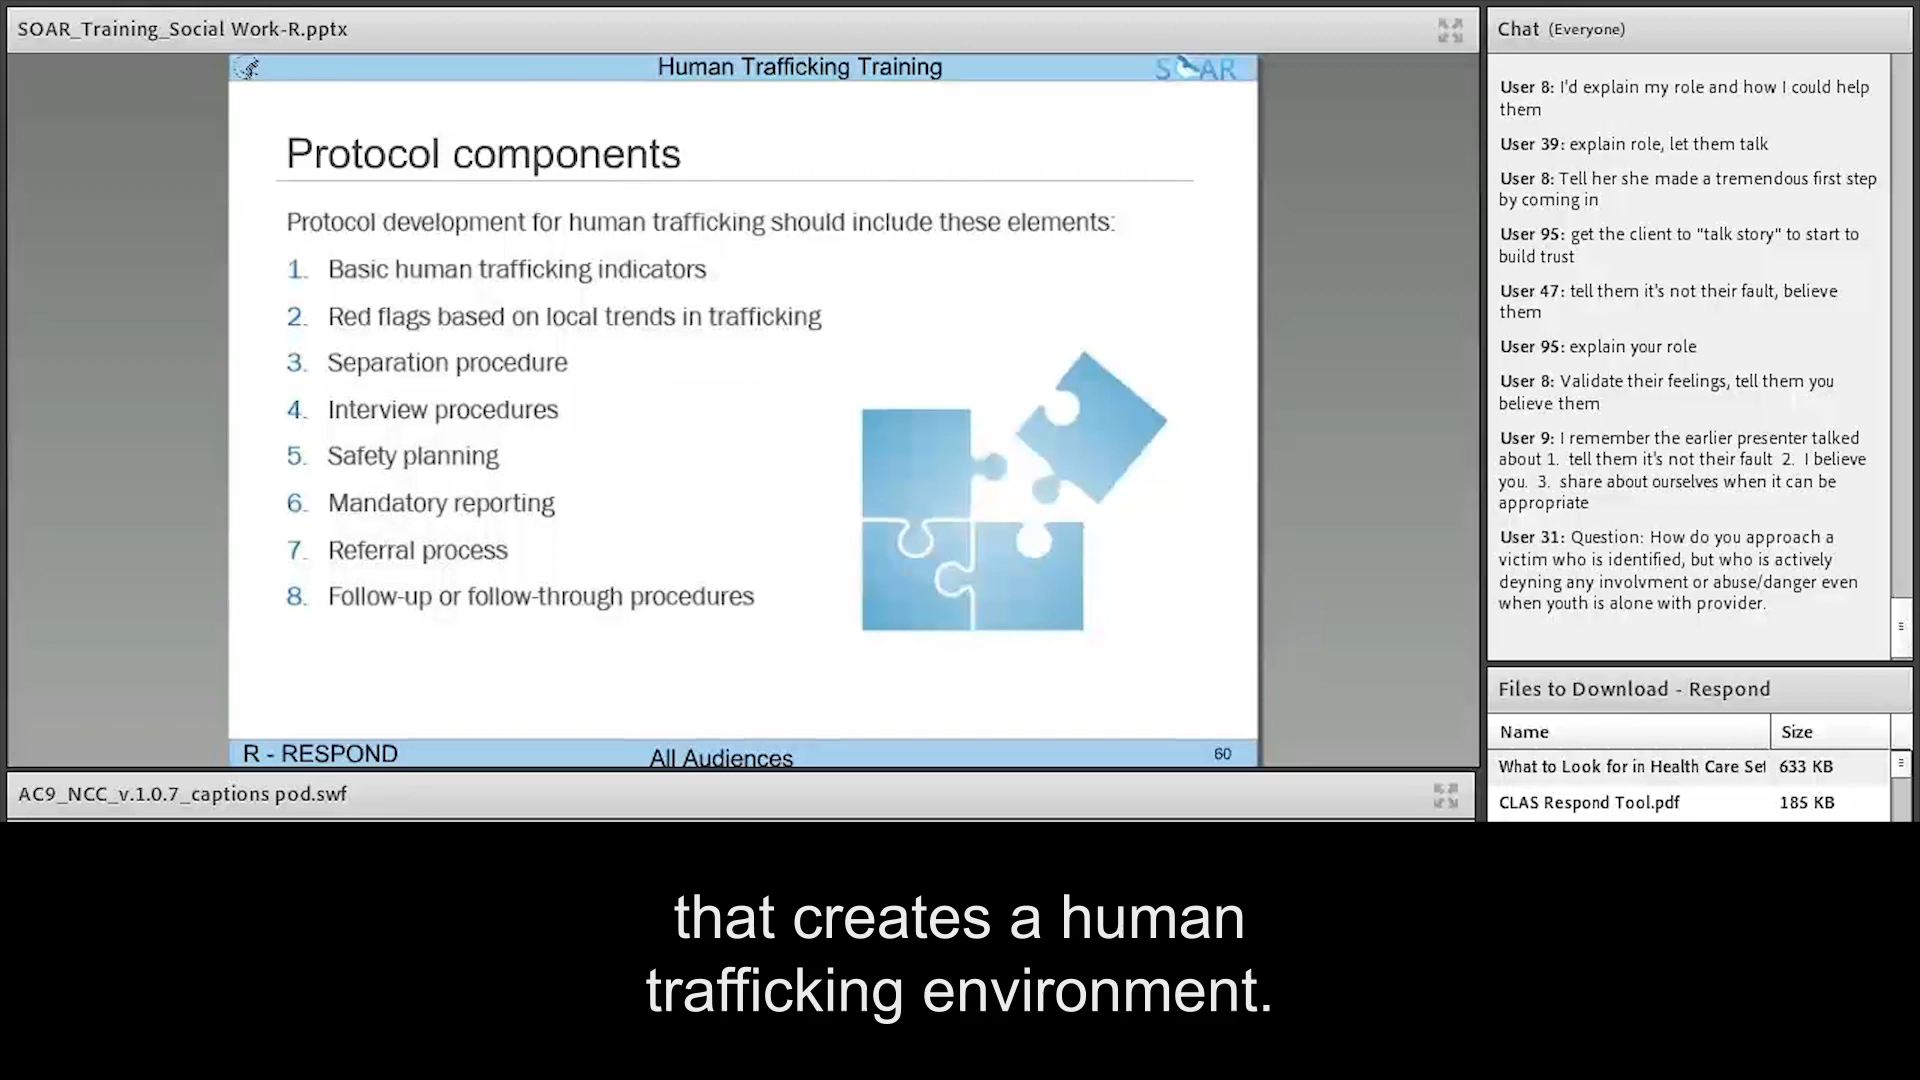 SOAR_Training_Social Work-R.pptx
Human Trafficking Training
SOAR
Protocol components
Protocol development for human trafficking should include these elements:
1. Basic human trafficking indicators
2. Red flags based on local trends in trafficking
3. Separation procedure
4. Interview procedures
5. Safety planning
6. Mandatory reporting
7. Referral process
8. Follow-up or follow-through procedures
R - RESPOND
All Audiences
60
Chat (Everyone)
User 8: I'd explain my role and how I could help
them
User 39: explain role, let them talk
User 8: Tell her she made a tremendous first step
by coming in
User 95: get the client to "talk story" to start to
build trust
User 47: tell them it's not their fault, believe
them
User 95: explain your role
User 8: Validate their feelings, tell them you
believe them
User 9: I remember the earlier presenter talked
about 1. tell them it's not their fault 2. I believe
you. 3. share about ourselves when it can be
appropriate
User 31: Question: How do you approach a
victim who is identified, but who is actively
deyning any involvment or abuse/danger even
when youth is alone with provider.
Files to Download - Respond
Name Size
What to Look for in Health Care Set 633 KB
CLAS Respond Tool.pdf 185 KB
AC9_NCC_v.1.0.7_captions pod.swf
that creates a human
trafficking environment.